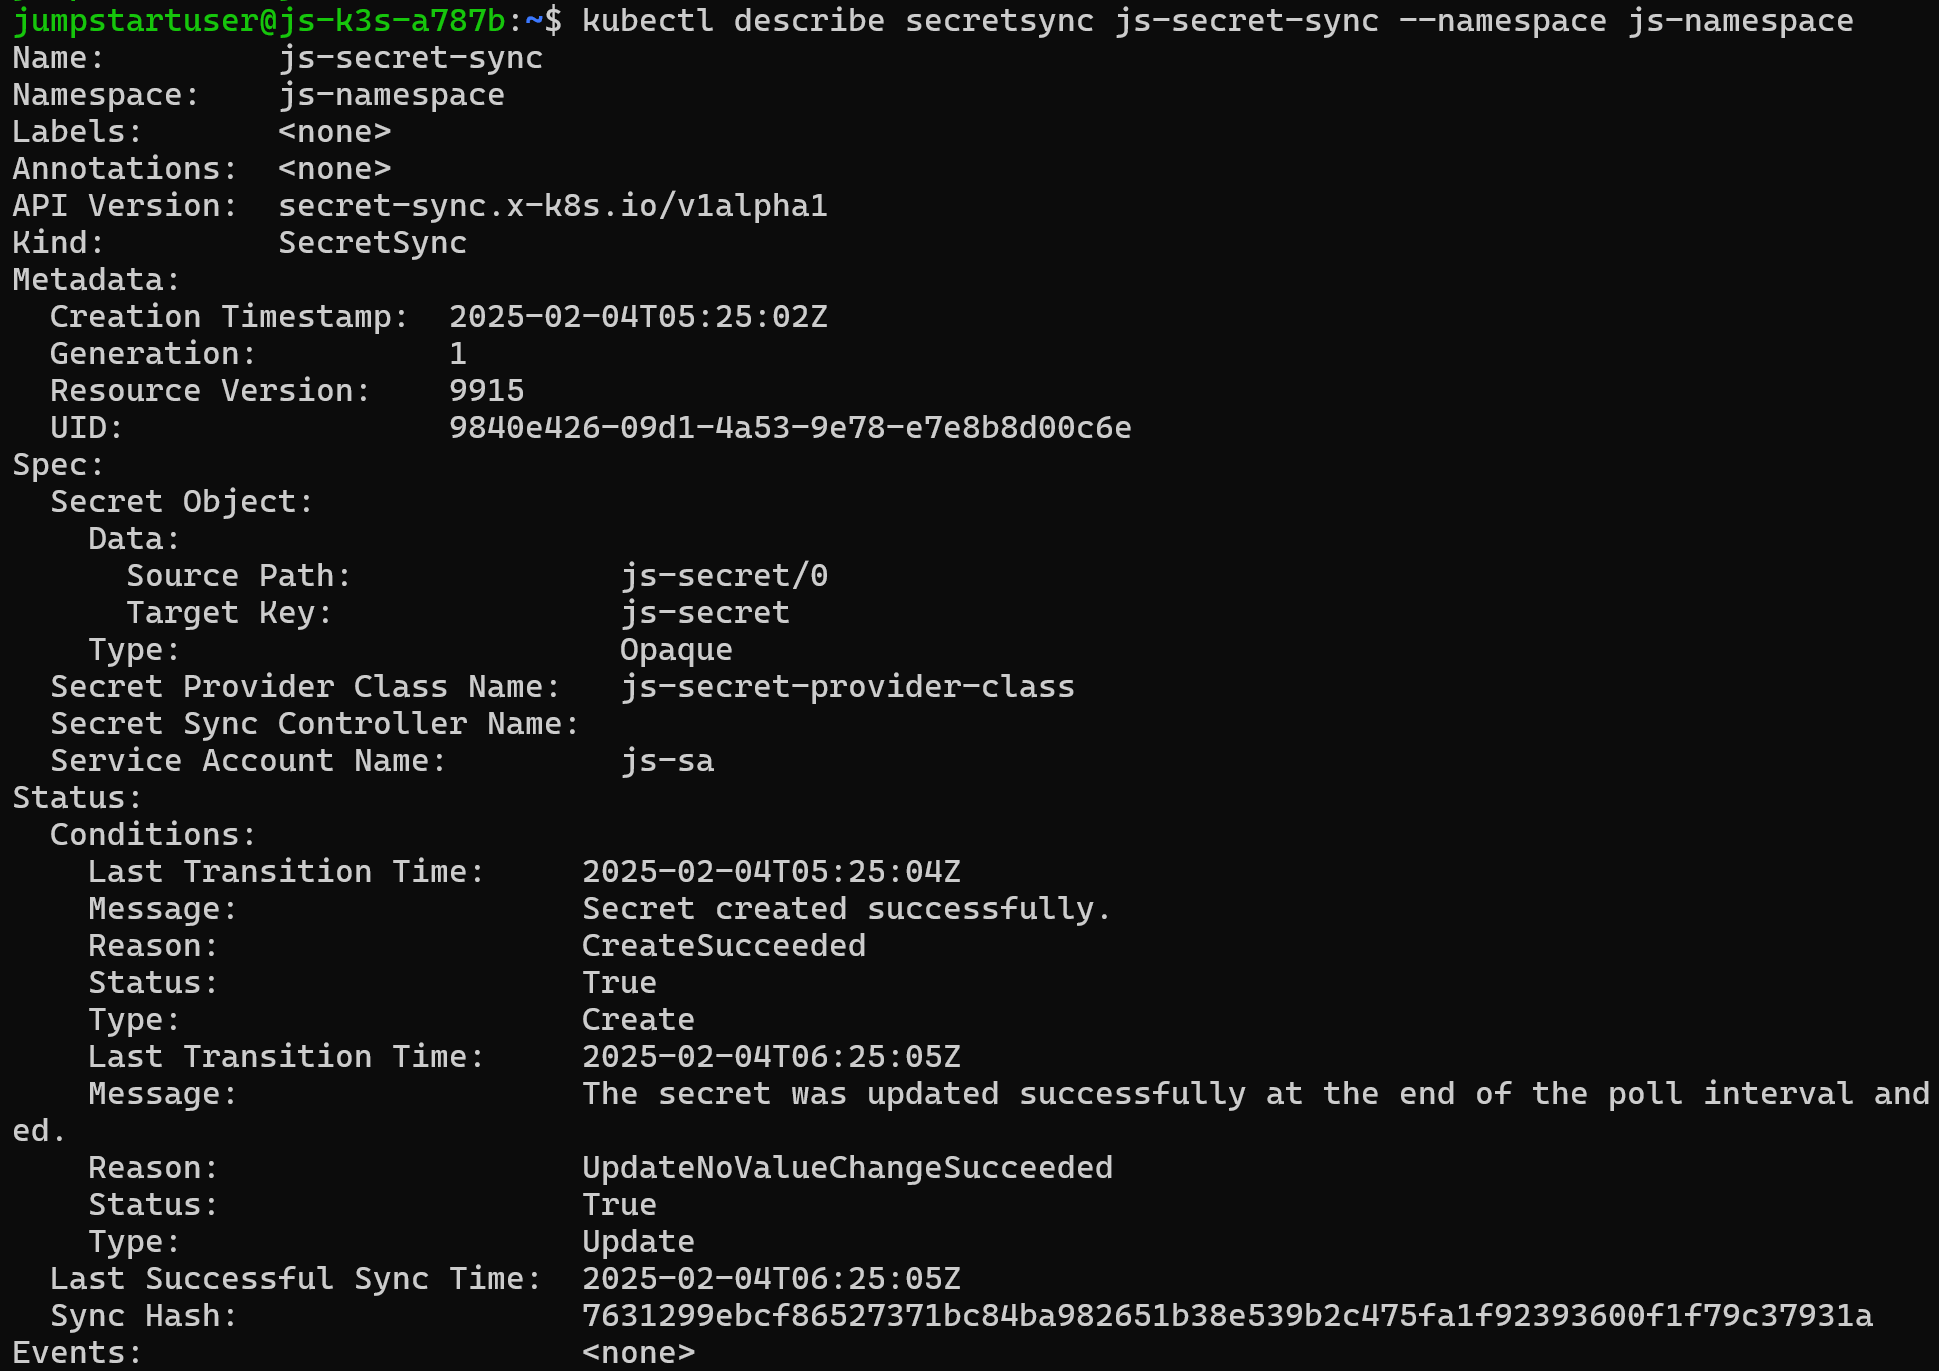 jumpstartuser@js-k3s-a787b:~$ kubectl describe secretsync js-secret-sync --namespace js-namespace
Name:         js-secret-sync
Namespace:    js-namespace
Labels:       <none>
Annotations:  <none>
API Version:  secret-sync.x-k8s.io/v1alpha1
Kind:         SecretSync
Metadata:
  Creation Timestamp:  2025-02-04T05:25:02Z
  Generation:          1
  Resource Version:    9915
  UID:                 9840e426-09d1-4a53-9e78-e7e8b8d00c6e
Spec:
  Secret Object:
    Data:
      Source Path:              js-secret/0
      Target Key:               js-secret
    Type:                       Opaque
  Secret Provider Class Name:   js-secret-provider-class
  Secret Sync Controller Name:
  Service Account Name:         js-sa
Status:
  Conditions:
    Last Transition Time:     2025-02-04T05:25:04Z
    Message:                  Secret created successfully.
    Reason:                   CreateSucceeded
    Status:                   True
    Type:                     Create
    Last Transition Time:     2025-02-04T06:25:05Z
    Message:                  The secret was updated successfully at the end of the poll interval and
ed.
    Reason:                   UpdateNoValueChangeSucceeded
    Status:                   True
    Type:                     Update
  Last Successful Sync Time:  2025-02-04T06:25:05Z
  Sync Hash:                  7631299ebcf86527371bc84ba982651b38e539b2c475fa1f92393600f1f79c37931a
Events:                       <none>